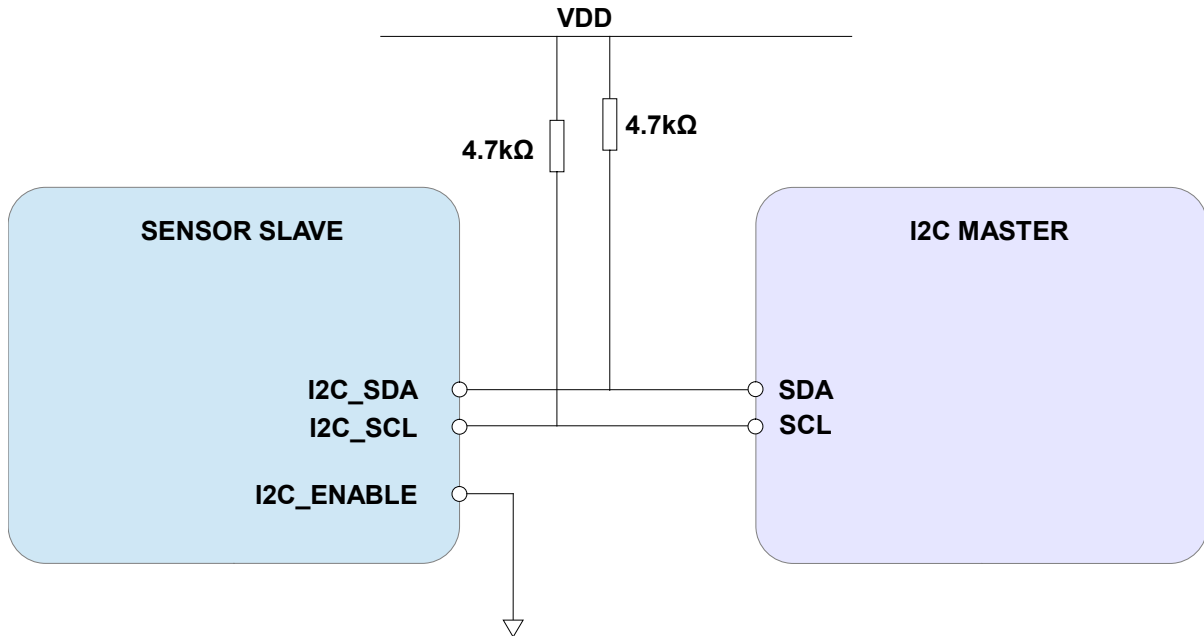 VDD
4.7kΩ
4.7kΩ
SENSOR SLAVE
I2C MASTER
I2C_SDA
SDA
I2C_SCL
SCL
I2C_ENABLE